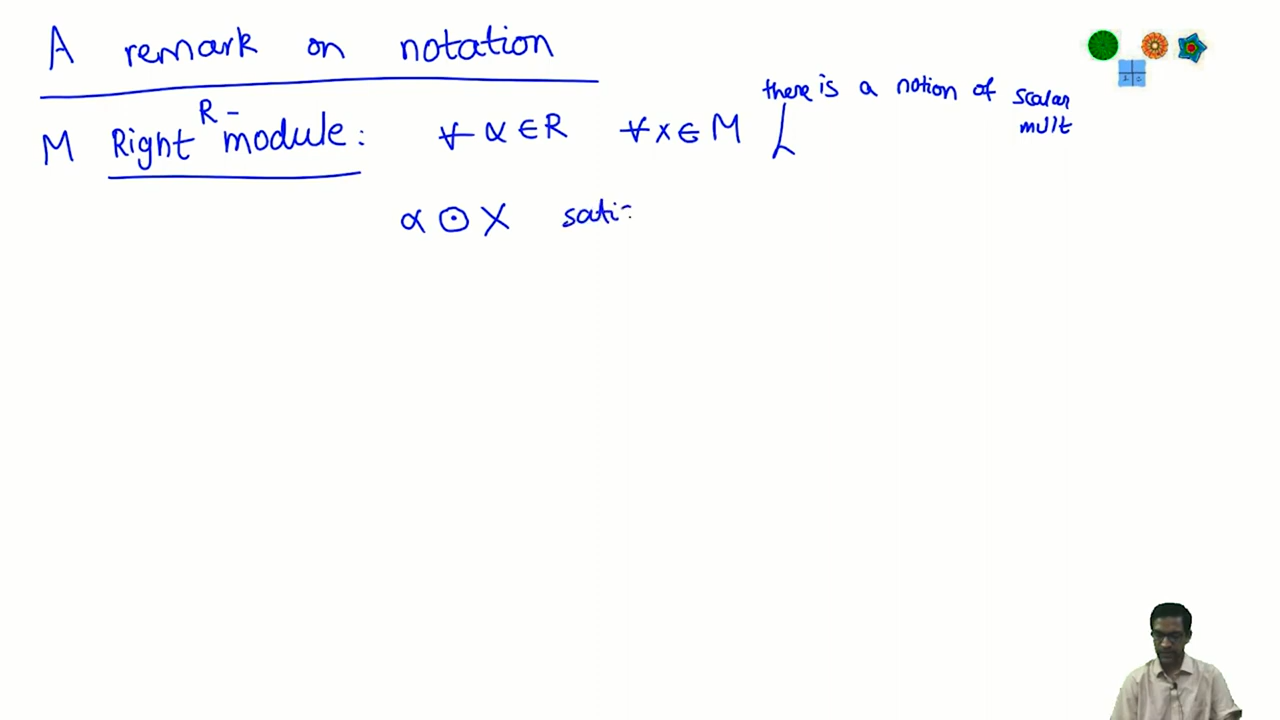 A remark on notation
M Right R- module: ∀ α ∈ R ∀ x ∈ M there is a notion of scalar mult
α ⊙ x sati